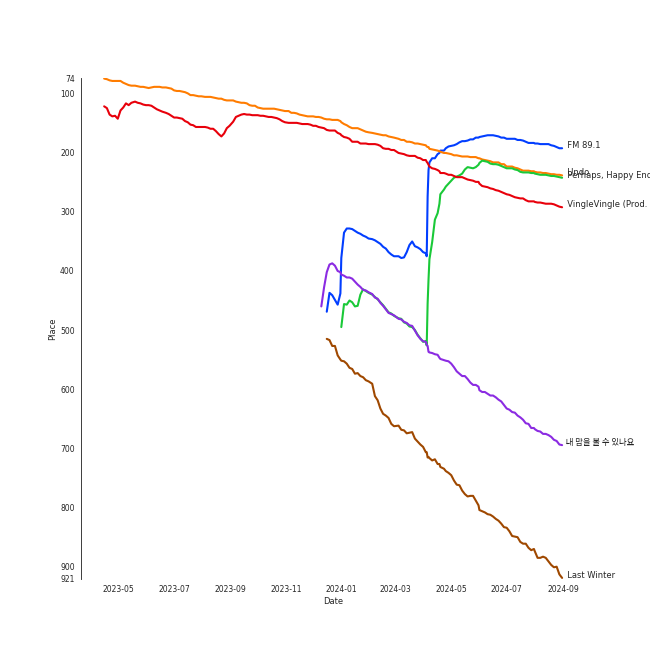 74
100
200
300
400
500
600
700
800
900
921
Place
FM 89.1
Undo
Perhaps, Happy End
VingleVingle (Prod.
내 맘을 볼 수 있나요
Last Winter
2023-05
2023-07
2023-09
2023-11
2024-01
2024-03
2024-05
2024-07
2024-09
Date